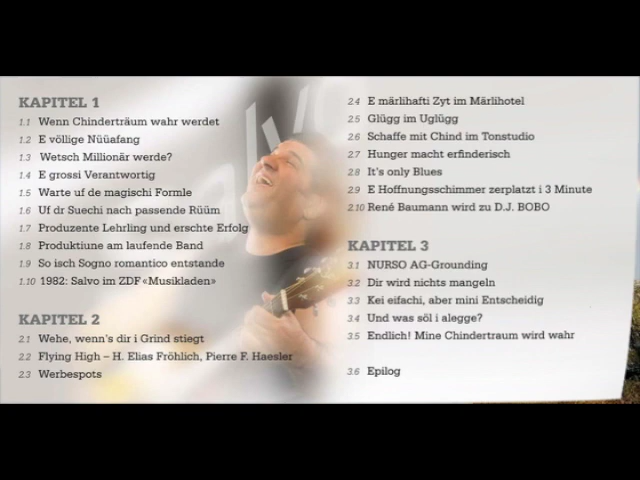 KAPITEL 1
1.1 Wenn Chinderträum wahr werdet
1.2 E völlige Nüüafang
1.3 Wetsch Millionär werde?
1.4 E grossi Verantwortig
1.5 Warte uf de magischi Formle
1.6 Uf dr Suechi nach passende Rüüm
1.7 Produzente Lehrling und erschte Erfolg
1.8 Produktiune am laufende Band
1.9 So isch Sogno romantico entstande
1.10 1982: Salvo im ZDF «Musikladen»
KAPITEL 2
2.1 Wehe, wenn's dir i Grind stiegt
2.2 Flying High – H. Elias Fröhlich, Pierre F. Haesler
2.3 Werbespots
2.4 E märlihafti Zyt im Märlihotel
2.5 Glügg im Uglügg
2.6 Schaffe mit Chind im Tonstudio
2.7 Hunger macht erfinderisch
2.8 It's only Blues
2.9 E Hoffnungsschimmer zerplatzt i 3 Minute
2.10 René Baumann wird zu D.J. BOBO
KAPITEL 3
3.1 NURSO AG-Grounding
3.2 Dir wird nichts mangeln
3.3 Kei eifachi, aber mini Entscheidig
3.4 Und was söl i alegge?
3.5 Endlich! Mine Chindertraum wird wahr
3.6 Epilog